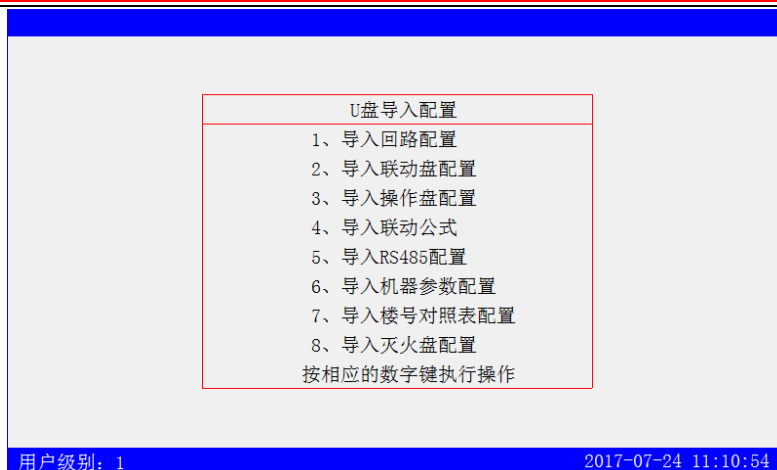 U盘导入配置
1、导入回路配置
2、导入联动盘配置
3、导入操作盘配置
4、导入联动公式
5、导入RS485配置
6、导入机器参数配置
7、导入楼号对照表配置
8、导入灭火盘配置
按相应的数字键执行操作
用户级别：1 2017-07-24 11:10:54